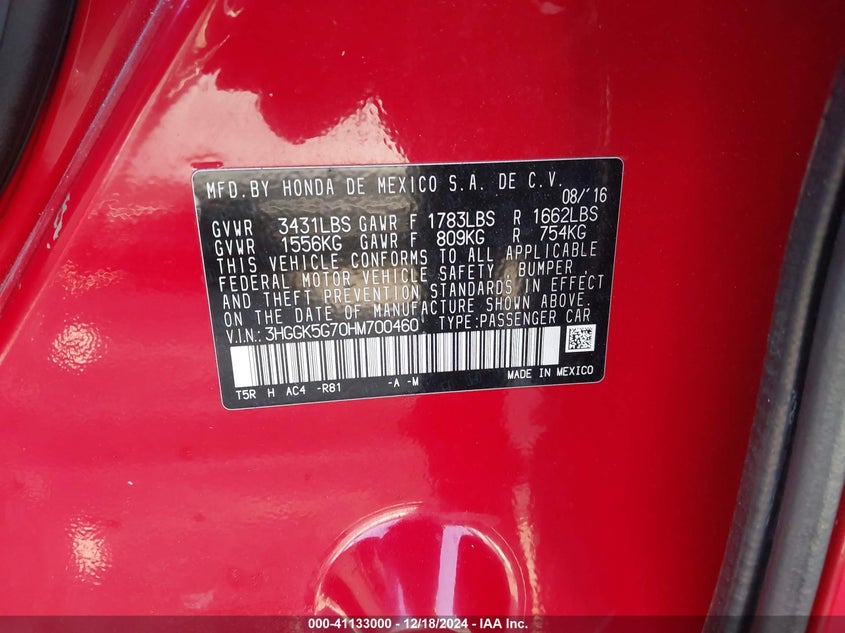 MFD. BY HONDA DE MEXICO S.A. DE C.V.
08/'16
GVWR 3431LBS GAWR F 1783LBS R 1662LBS
GVWR 1556KG GAWR F 809KG R 754KG
THIS VEHICLE CONFORMS TO ALL APPLICABLE
FEDERAL MOTOR VEHICLE SAFETY, BUMPER,
AND THEFT PREVENTION STANDARDS IN EFFECT
ON THE DATE OF MANUFACTURE SHOWN ABOVE.
V.I.N.: 3HGGK5G70HM700460 TYPE:PASSENGER CAR
T5R H AC4 -R81 -A -M MADE IN MEXICO
000-41133000 - 12/18/2024 - IAA Inc.